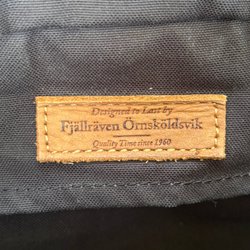 Designed to Last by
Fjällräven Örnsköldsvik
Quality Time since 1960